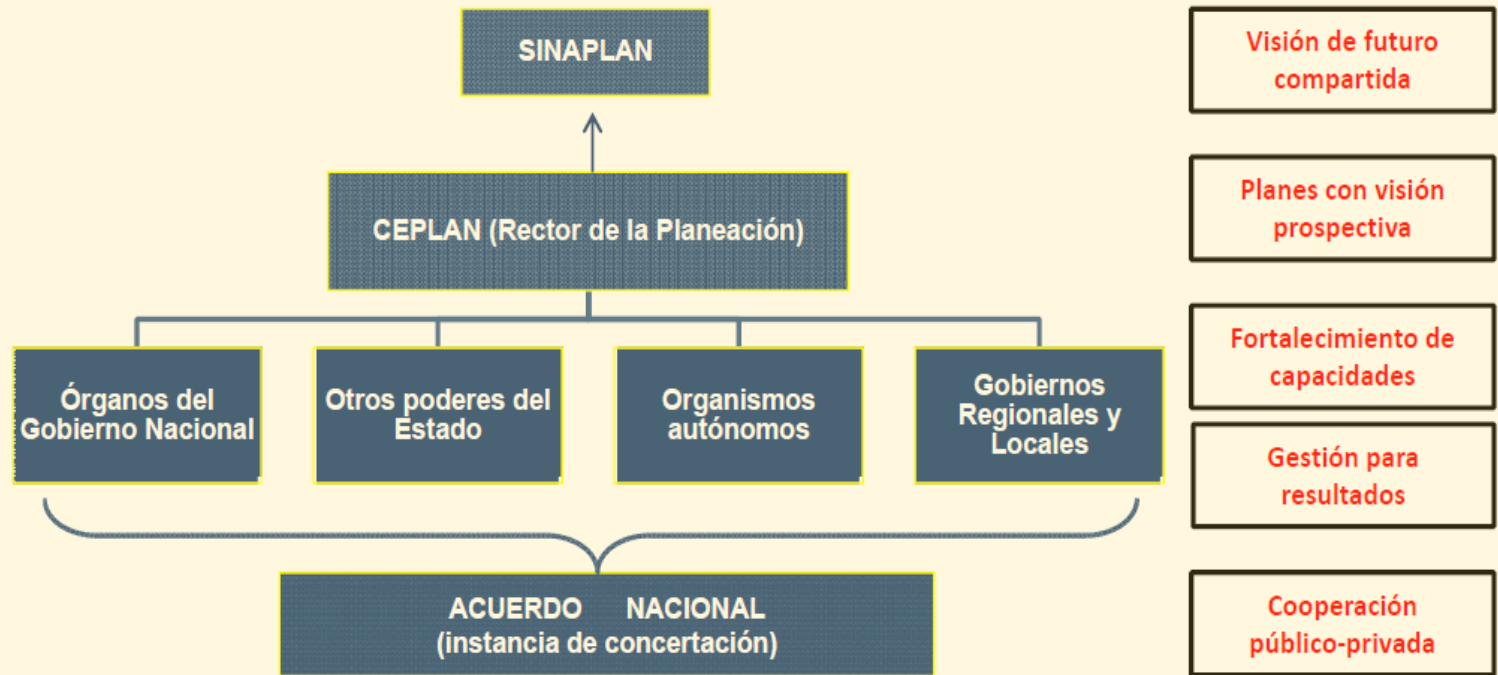 SINAPLAN
CEPLAN (Rector de la Planeación)
Órganos del
Gobierno Nacional
Otros poderes del
Estado
Organismos
autónomos
Gobiernos
Regionales y
Locales
ACUERDO NACIONAL
(instancia de concertación)
Visión de futuro
compartida
Planes con visión
prospectiva
Fortalecimiento de
capacidades
Gestión para
resultados
Cooperación
público-privada